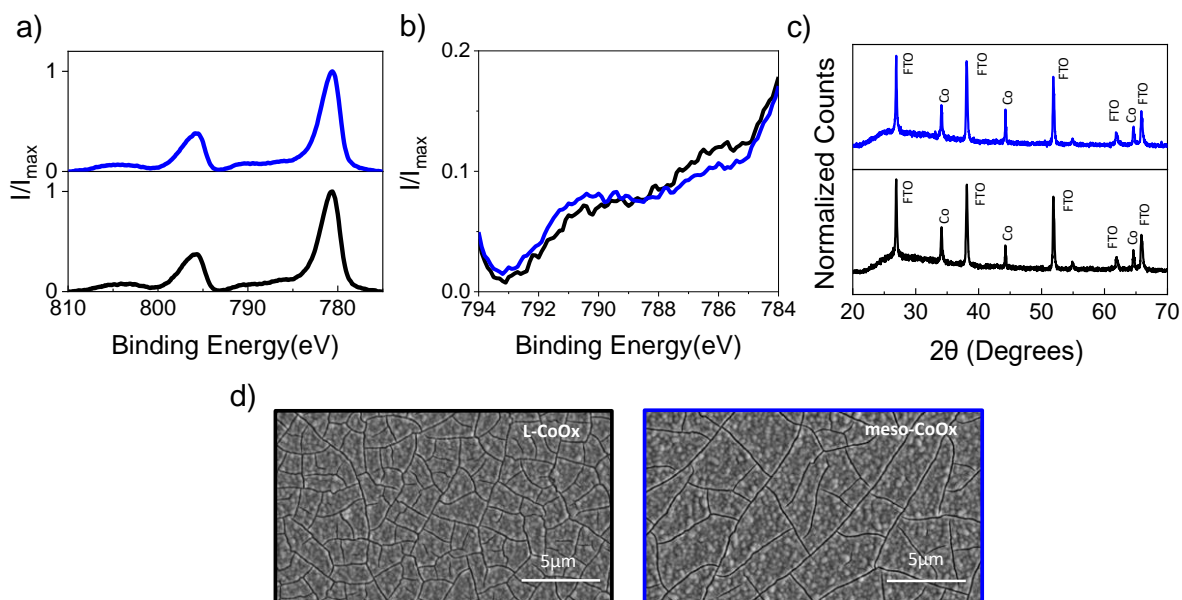 a)
1
0
1
0
I/Imax
810
800
790
780
Binding Energy(eV)
b)
0.2
0.1
0.0
I/Imax
794
792
790
788
786
784
Binding Energy(eV)
c)
Normalized Counts
FTO
Co
FTO
Co
FTO
FTO
Co
FTO
FTO
Co
FTO
Co
FTO
FTO
Co
FTO
20
30
40
50
60
70
2θ (Degrees)
d)
L-CoOx
5μm
meso-CoOx
5μm